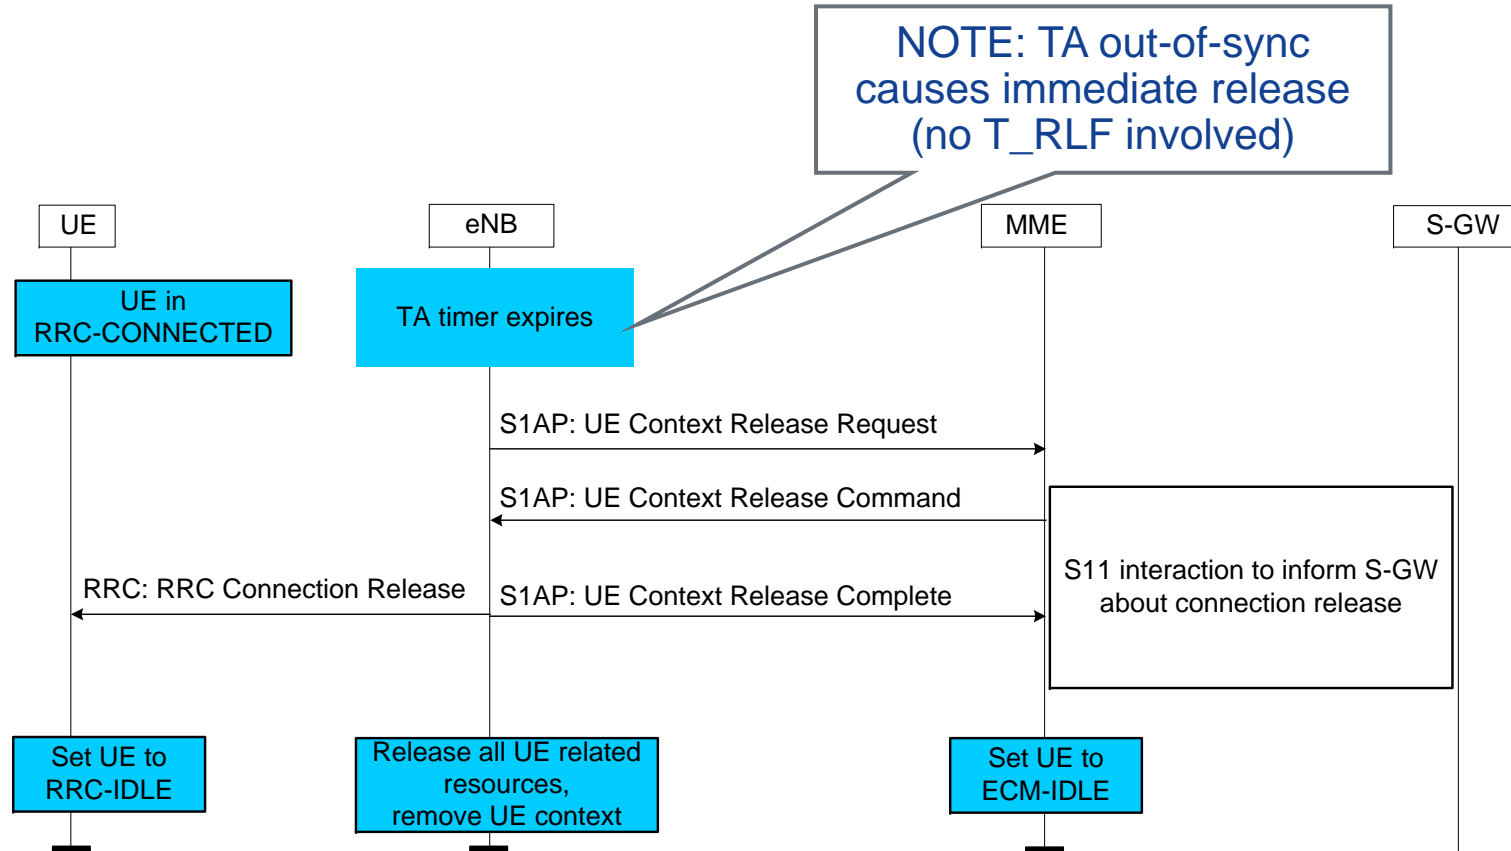 NOTE: TA out-of-sync
causes immediate release
(no T_RLF involved)
UE
eNB
MME
S-GW
UE in
RRC-CONNECTED
TA timer expires
S1AP: UE Context Release Request
S1AP: UE Context Release Command
S11 interaction to inform S-GW
about connection release
RRC: RRC Connection Release
S1AP: UE Context Release Complete
Set UE to
RRC-IDLE
Release all UE related
resources,
remove UE context
Set UE to
ECM-IDLE